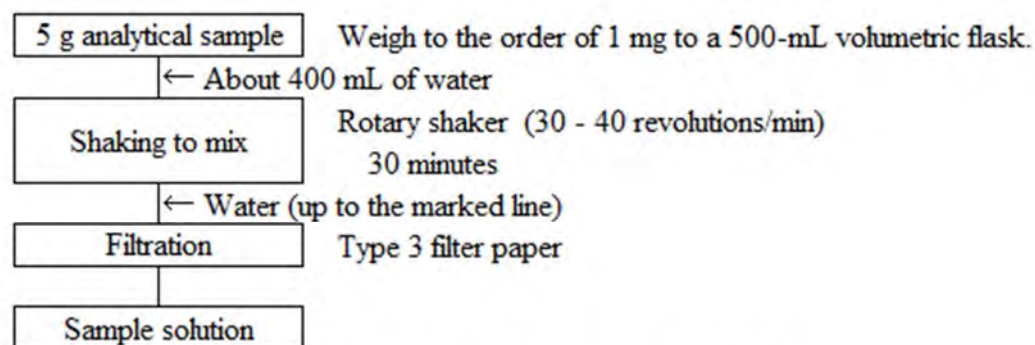 5 g analytical sample Weigh to the order of 1 mg to a 500-mL volumetric flask.
← About 400 mL of water
Shaking to mix Rotary shaker (30 - 40 revolutions/min)
30 minutes
← Water (up to the marked line)
Filtration Type 3 filter paper
Sample solution